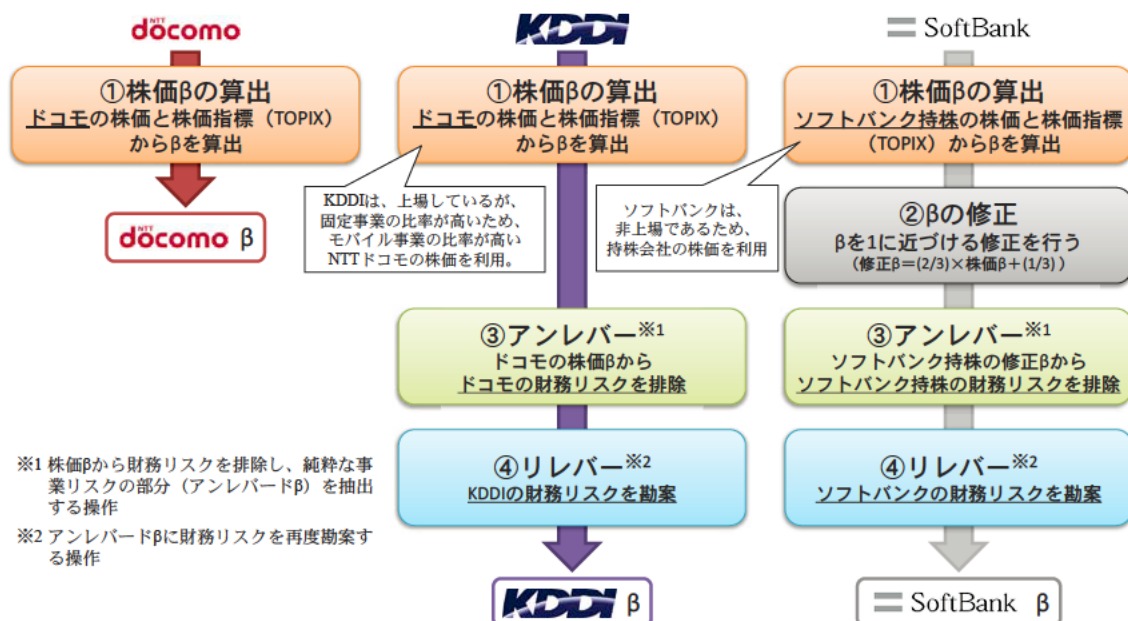 NTT
döcomo
①株価βの算出
ドコモの株価と株価指標（TOPIX）
からβを算出
NTT
döcomo β
KDDI
①株価βの算出
ドコモの株価と株価指標（TOPIX）
からβを算出
KDDIは、上場しているが、
固定事業の比率が高いため、
モバイル事業の比率が高い
NTTドコモの株価を利用。
③アンレバー※1
ドコモの株価βから
ドコモの財務リスクを排除
④リレバー※2
KDDIの財務リスクを勘案
KDDI β
SoftBank
①株価βの算出
ソフトバンク持株の株価と株価指標
（TOPIX）からβを算出
ソフトバンクは、
非上場であるため、
持株会社の株価を利用
②βの修正
βを1に近づける修正を行う
（修正β＝(2/3)×株価β＋(1/3)）
③アンレバー※1
ソフトバンク持株の修正βから
ソフトバンク持株の財務リスクを排除
④リレバー※2
ソフトバンクの財務リスクを勘案
SoftBank β
※1 株価βから財務リスクを排除し、純粋な事
業リスクの部分（アンレバードβ）を抽出
する操作
※2 アンレバードβに財務リスクを再度勘案す
る操作